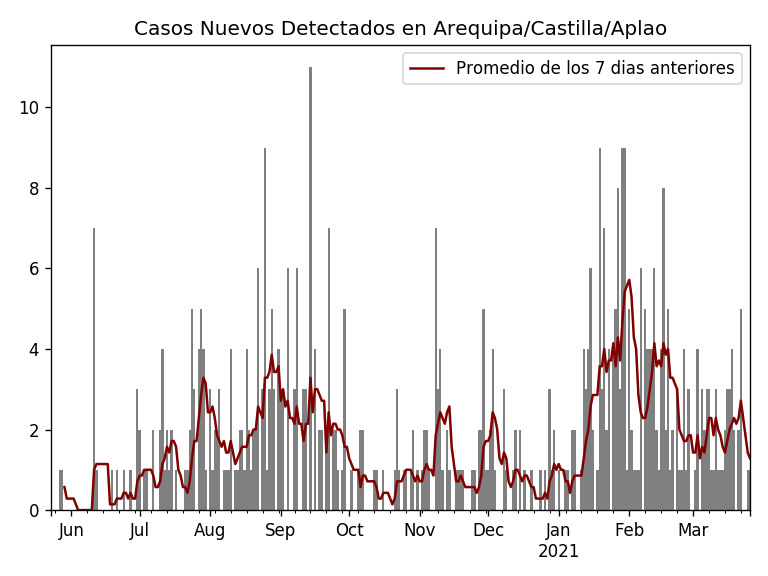 Casos Nuevos Detectados en Arequipa/Castilla/Aplao
Promedio de los 7 dias anteriores
10
8
6
4
2
0
Jun Jul Aug Sep Oct Nov Dec Jan Feb Mar
2021